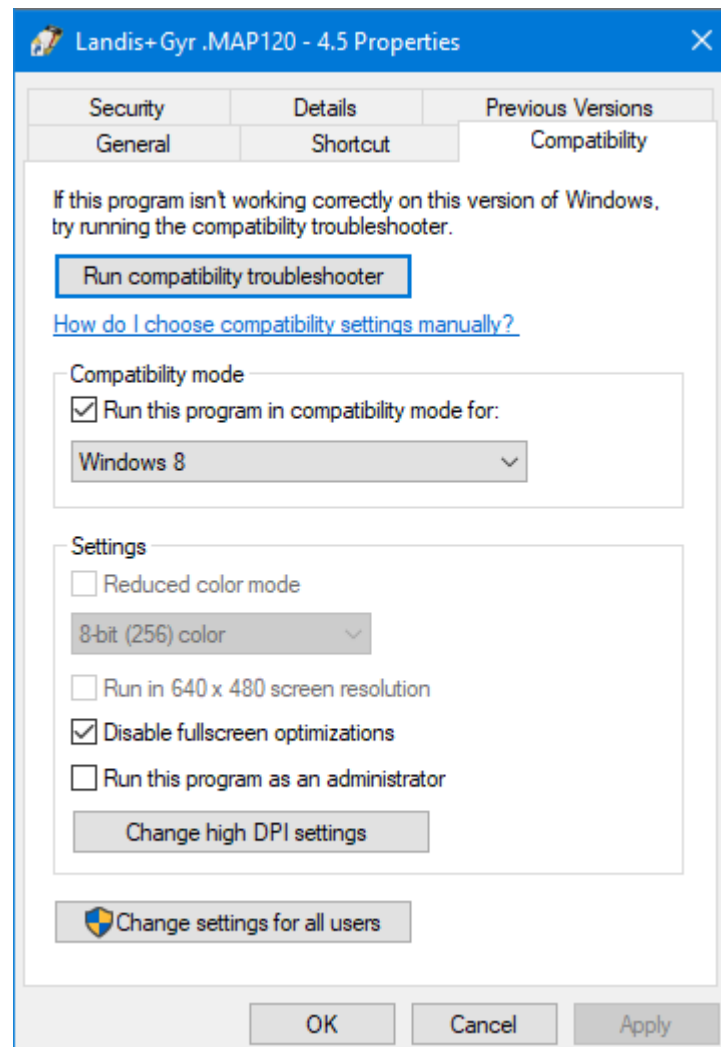 Landis+Gyr .MAP120 - 4.5 Properties
Security Details Previous Versions
General Shortcut Compatibility
If this program isn't working correctly on this version of Windows,
try running the compatibility troubleshooter.
Run compatibility troubleshooter
How do I choose compatibility settings manually?
Compatibility mode
Run this program in compatibility mode for:
Windows 8
Settings
Reduced color mode
8-bit (256) color
Run in 640 x 480 screen resolution
Disable fullscreen optimizations
Run this program as an administrator
Change high DPI settings
Change settings for all users
OK Cancel Apply